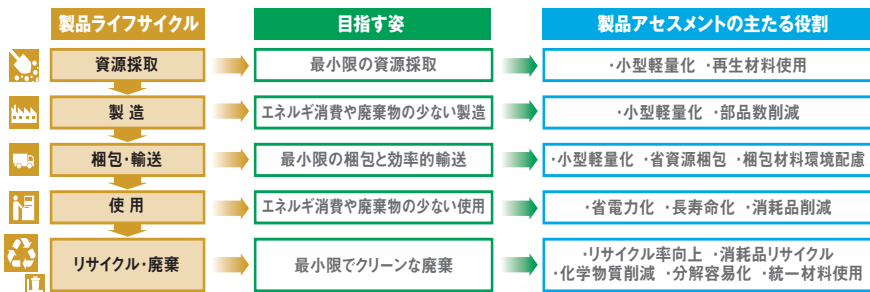 製品ライフサイクル 目指す姿 製品アセスメントの主たる役割
資源採取 最小限の資源採取 ・小型軽量化 ・再生材料使用
製造 エネルギ消費や廃棄物の少ない製造 ・小型軽量化 ・部品数削減
梱包・輸送 最小限の梱包と効率的輸送 ・小型軽量化 ・省資源梱包 ・梱包材料環境配慮
使用 エネルギ消費や廃棄物の少ない使用 ・省電力化 ・長寿命化 ・消耗品削減
リサイクル・廃棄 最小限でクリーンな廃棄 ・リサイクル率向上 ・消耗品リサイクル
・化学物質削減 ・分解容易化 ・統一材料使用